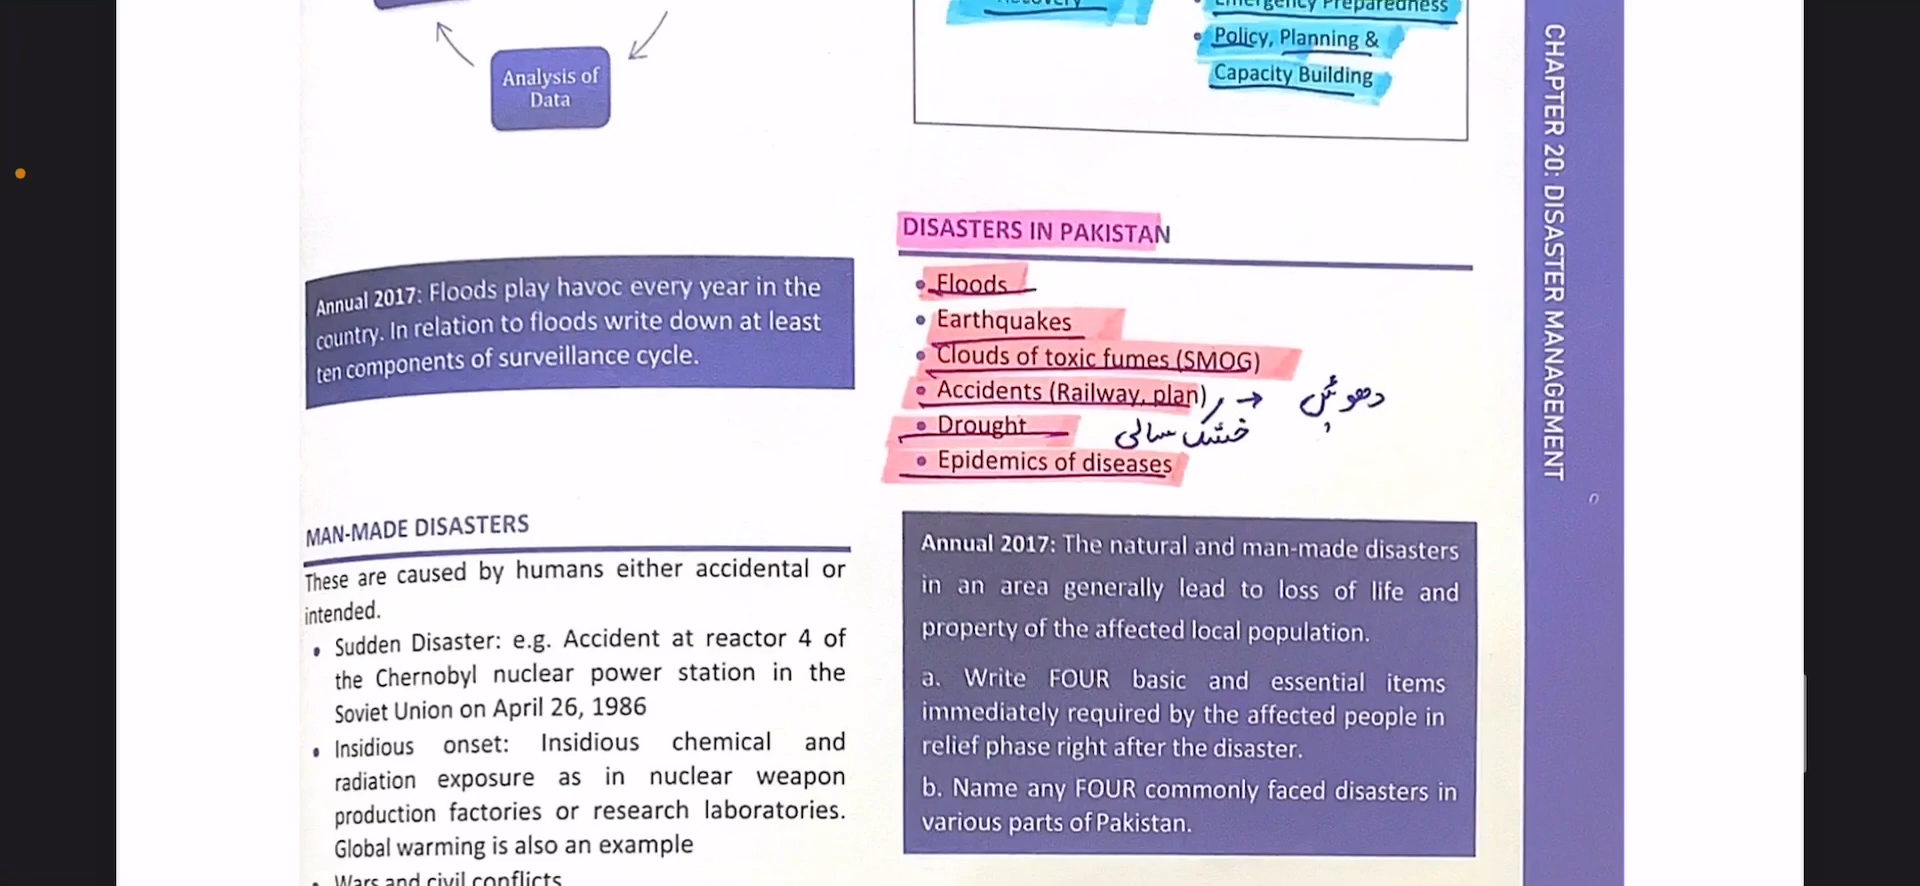 Analysis of
Data
Annual 2017: Floods play havoc every year in the
country. In relation to floods write down at least
ten components of surveillance cycle.
MAN-MADE DISASTERS
These are caused by humans either accidental or
intended.
• Sudden Disaster: e.g. Accident at reactor 4 of
the Chernobyl nuclear power station in the
Soviet Union on April 26, 1986
• Insidious onset: Insidious chemical and
radiation exposure as in nuclear weapon
production factories or research laboratories.
Global warming is also an example
• Wars and civil conflicts
• Emergency Preparedness
• Policy, Planning &
Capacity Building
DISASTERS IN PAKISTAN
• Floods
• Earthquakes
• Clouds of toxic fumes (SMOG)
• Accidents (Railway, plan) →
• Drought خشک سالی
• Epidemics of diseases
Annual 2017: The natural and man-made disasters
in an area generally lead to loss of life and
property of the affected local population.
a. Write FOUR basic and essential items
immediately required by the affected people in
relief phase right after the disaster.
b. Name any FOUR commonly faced disasters in
various parts of Pakistan.
CHAPTER 20: DISASTER MANAGEMENT